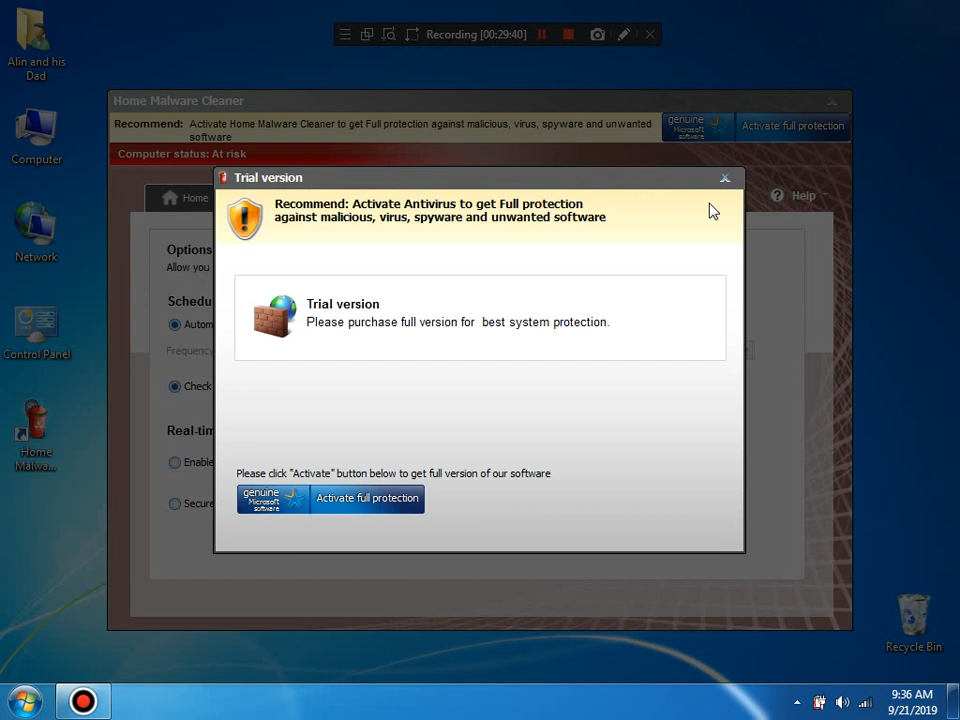 Alin and his
Dad
Computer
Network
Control Panel
Home
Malwa...
Recycle Bin
Recording [00:29:40]
Home Malware Cleaner
Recommend: Activate Home Malware Cleaner to get Full protection against malicious, virus, spyware and unwanted
software
genuine
Microsoft
software
Activate full protection
Computer status: At risk
Home
Help
Options
Allow you
Schedu
Autom
Frequency
Check
Real-tim
Enable
Secure
Trial version
Recommend: Activate Antivirus to get Full protection
against malicious, virus, spyware and unwanted software
Trial version
Please purchase full version for best system protection.
Please click "Activate" button below to get full version of our software
genuine
Microsoft
software
Activate full protection
9:36 AM
9/21/2019